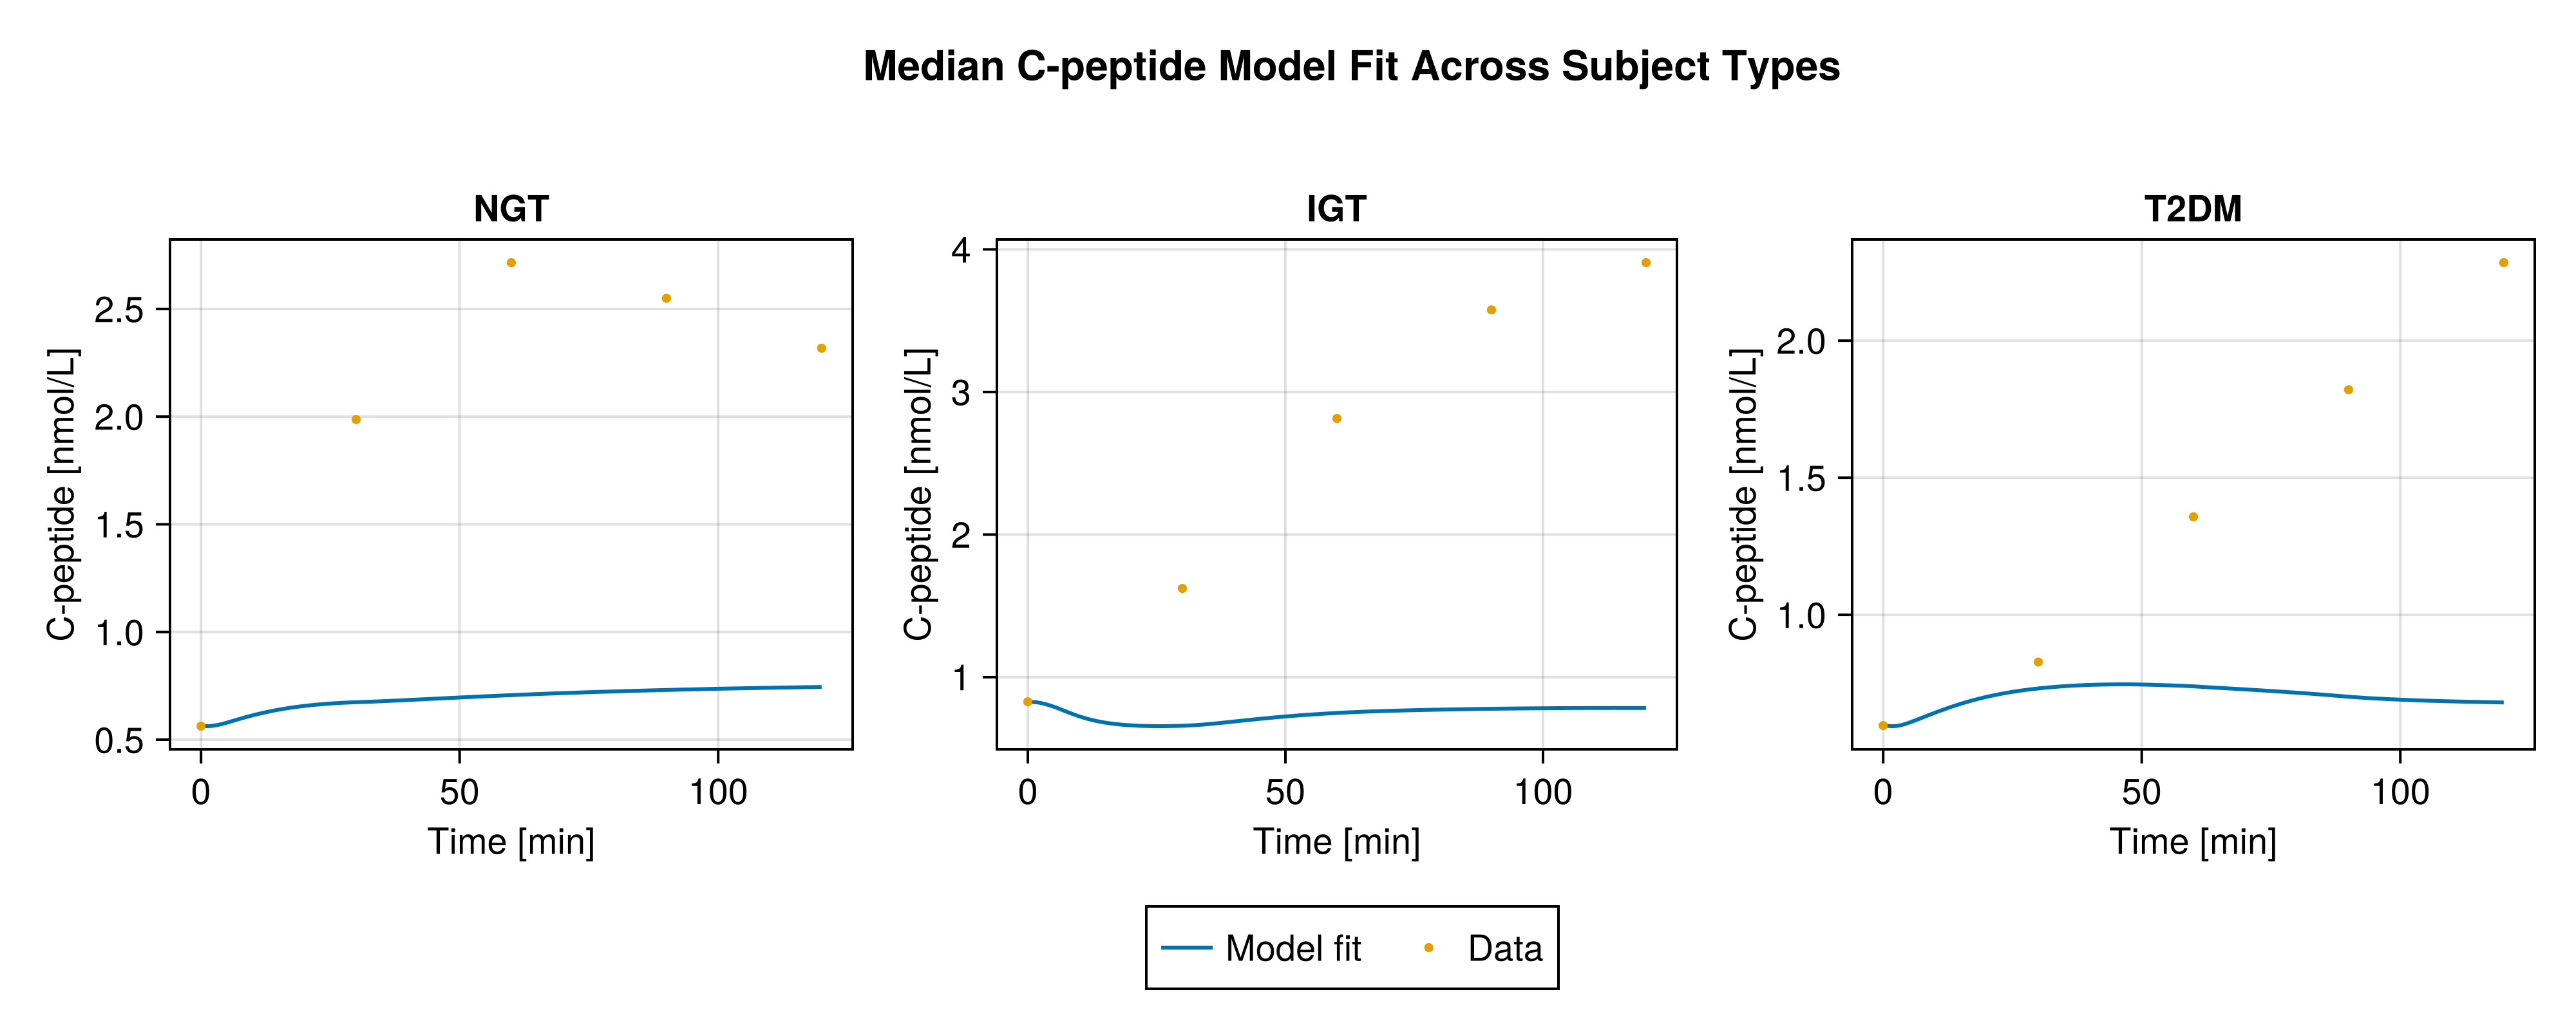 Median C-peptide Model Fit Across Subject Types
NGT
C-peptide [nmol/L]
2.5
2.0
1.5
1.0
0.5
0 50 100
Time [min]
IGT
C-peptide [nmol/L]
4
3
2
1
0 50 100
Time [min]
T2DM
C-peptide [nmol/L]
2.0
1.5
1.0
0 50 100
Time [min]
Model fit Data